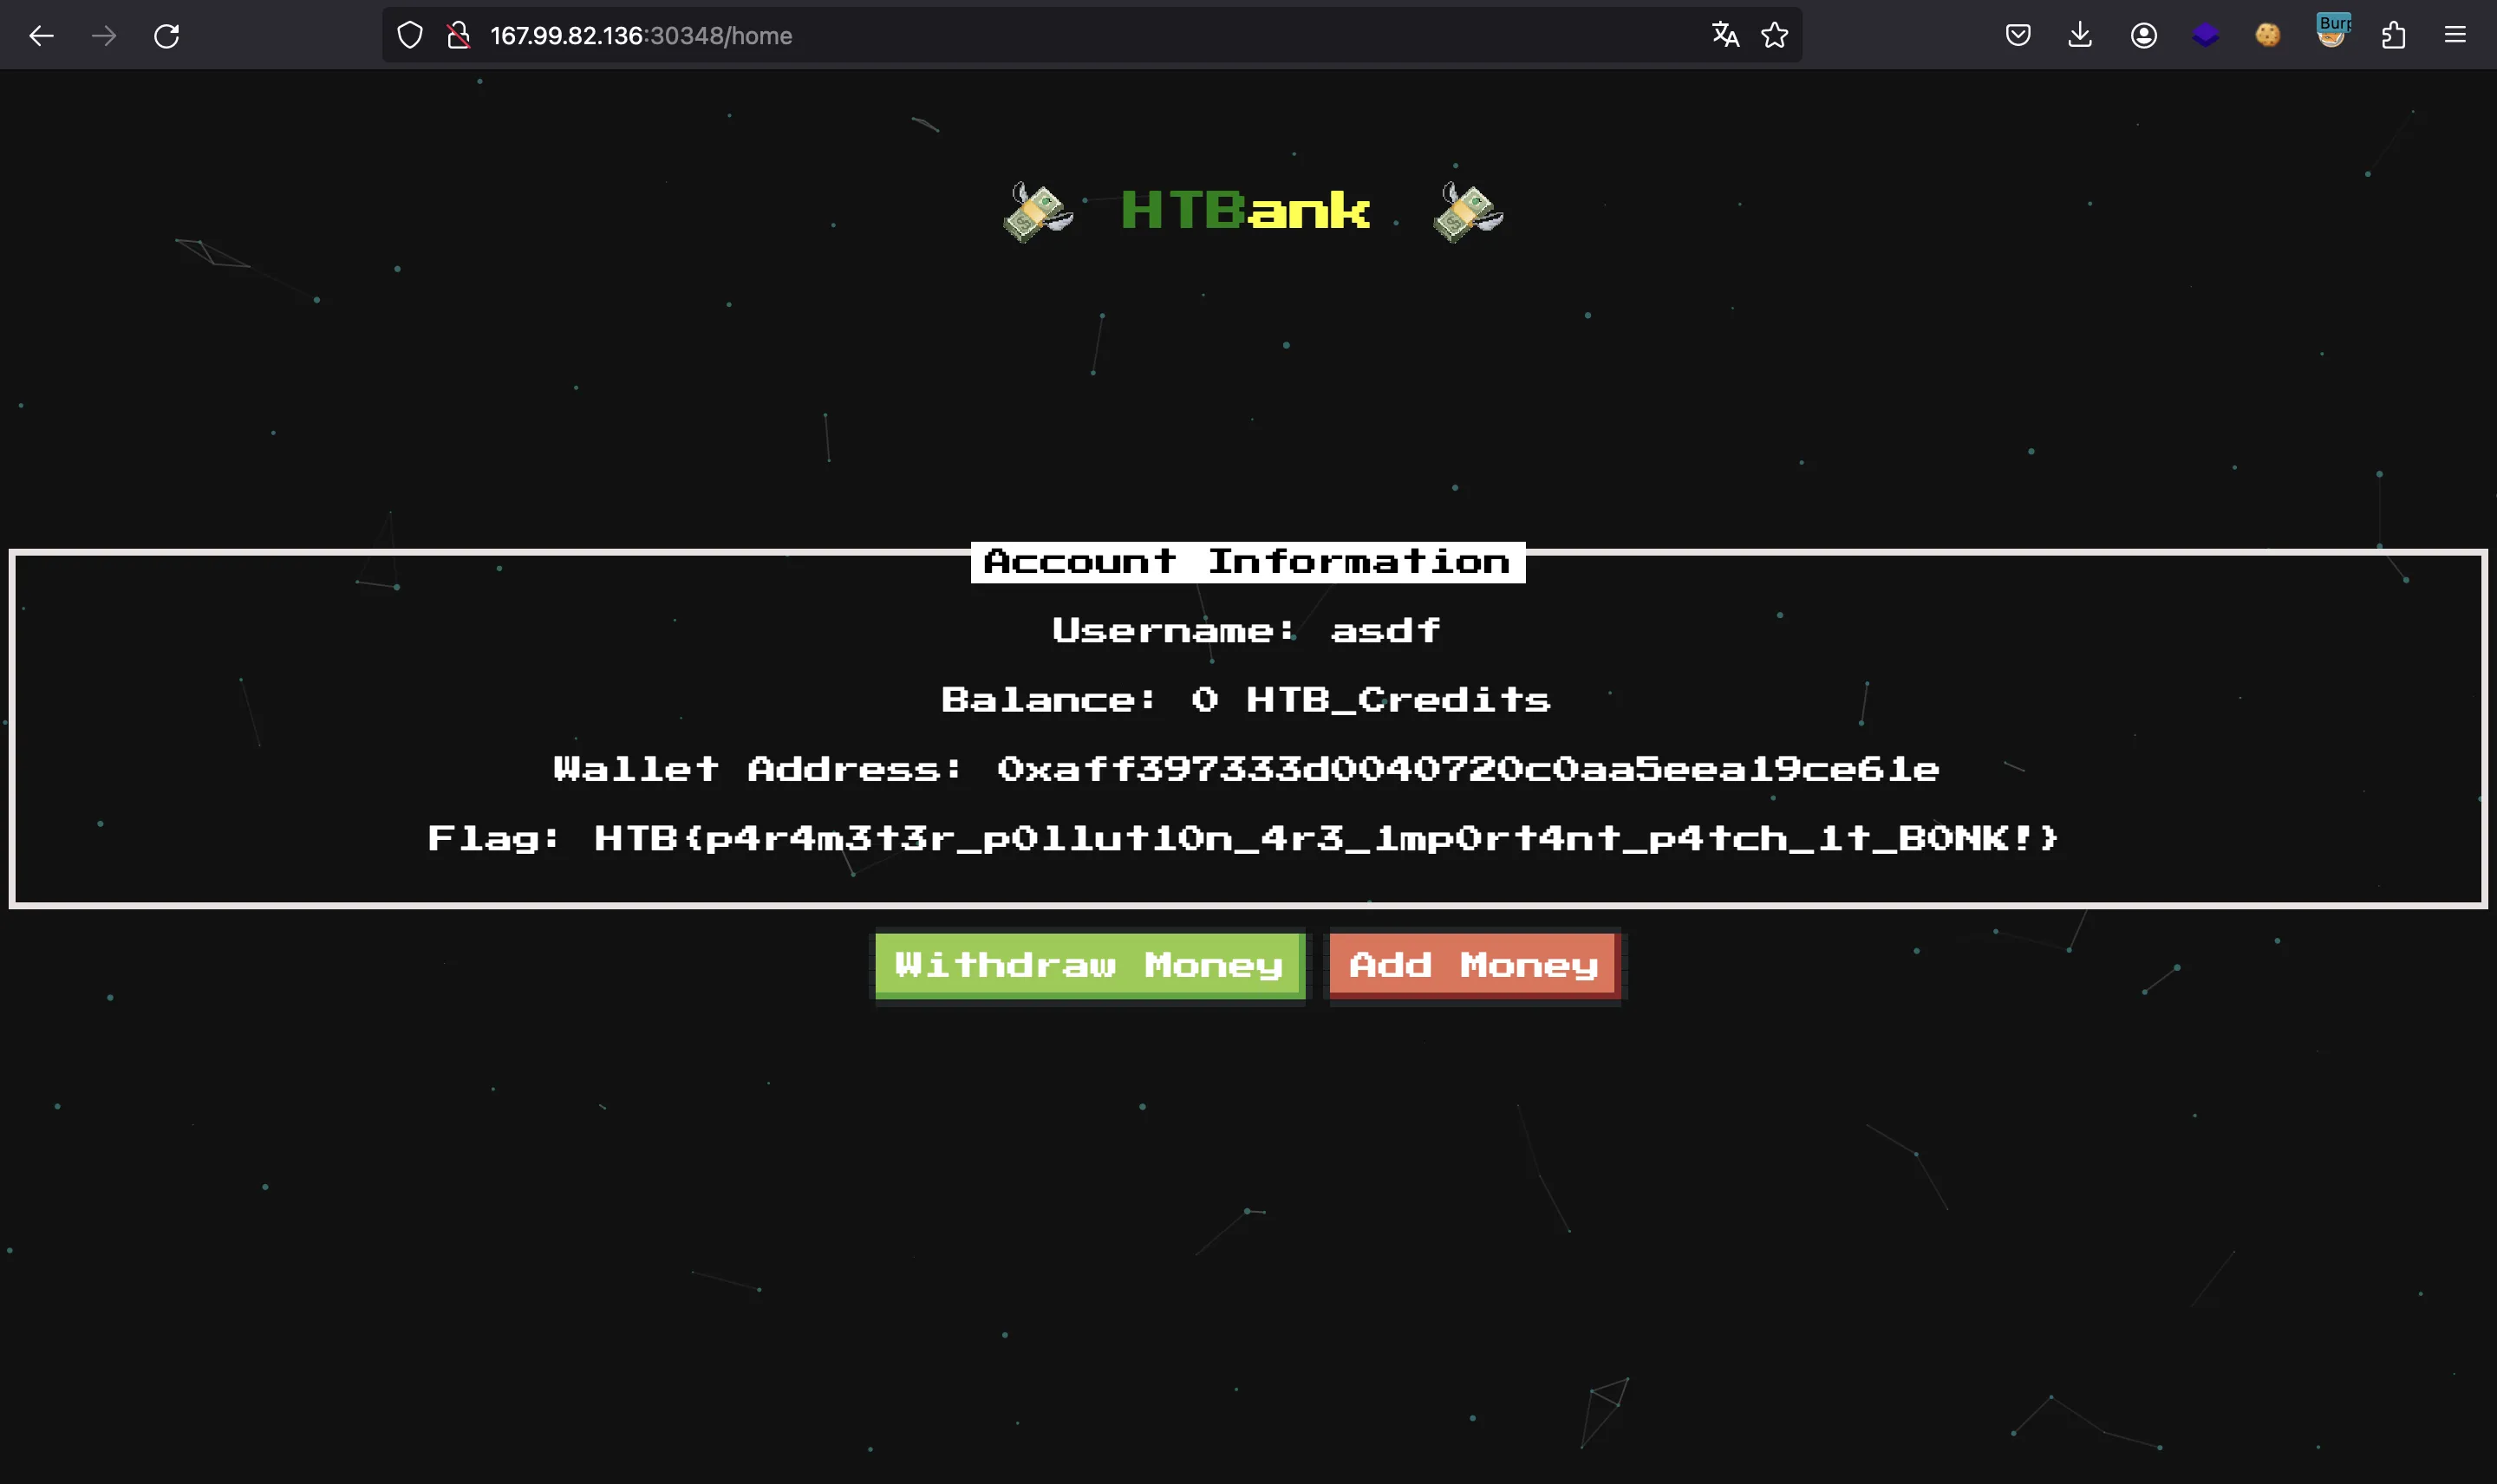 167.99.82.136:30348/home
Burp
HTBank
Account Information
Username: asdf
Balance: 0 HTB_Credits
Wallet Address: 0xaff397333d0040720c0aa5eea19ce61e
Flag: HTB{p4r4m3t3r_p0llut10n_4r3_1mp0rt4nt_p4tch_1t_B0NK!}
Withdraw Money
Add Money